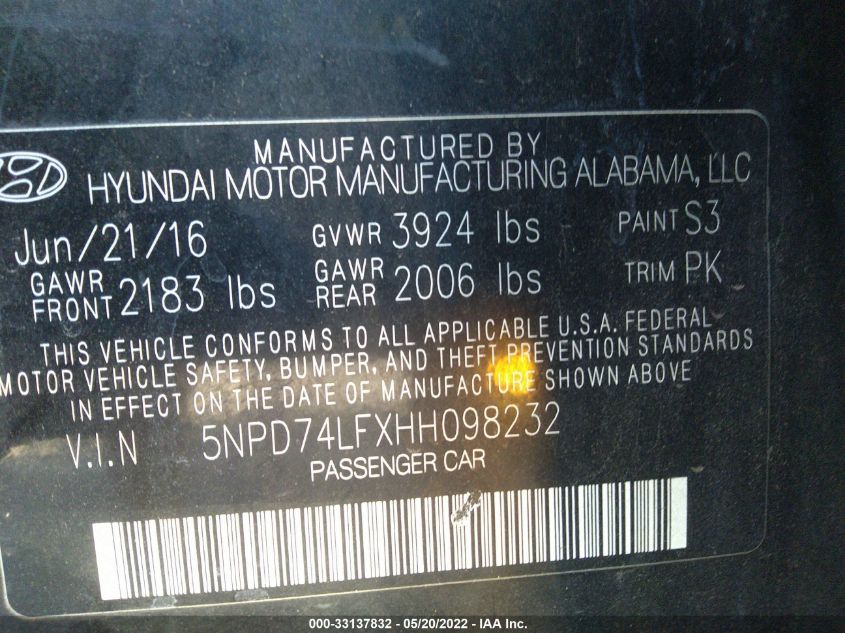 MANUFACTURED BY
HYUNDAI MOTOR MANUFACTURING ALABAMA, LLC
Jun/21/16 GVWR 3924 lbs PAINT S3
GAWR FRONT 2183 lbs GAWR REAR 2006 lbs TRIM PK
THIS VEHICLE CONFORMS TO ALL APPLICABLE U.S.A. FEDERAL
MOTOR VEHICLE SAFETY, BUMPER, AND THEFT PREVENTION STANDARDS
IN EFFECT ON THE DATE OF MANUFACTURE SHOWN ABOVE
V.I.N 5NPD74LFXHH098232
PASSENGER CAR
000-33137832 - 05/20/2022 - IAA Inc.